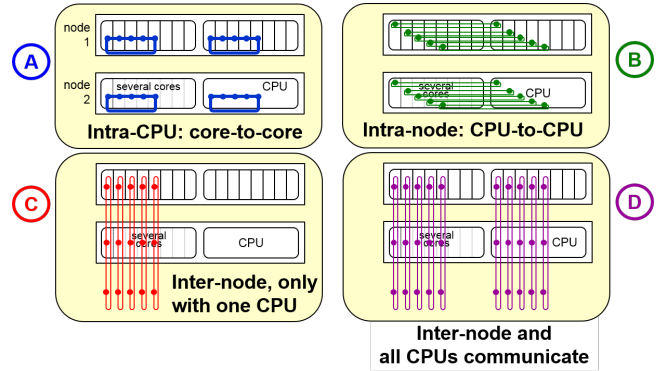 node
1
A
node
2
several cores
CPU
Intra-CPU: core-to-core
B
several
cores
CPU
Intra-node: CPU-to-CPU
C
several
cores
CPU
Inter-node, only
with one CPU
D
several
cores
CPU
Inter-node and
all CPUs communicate